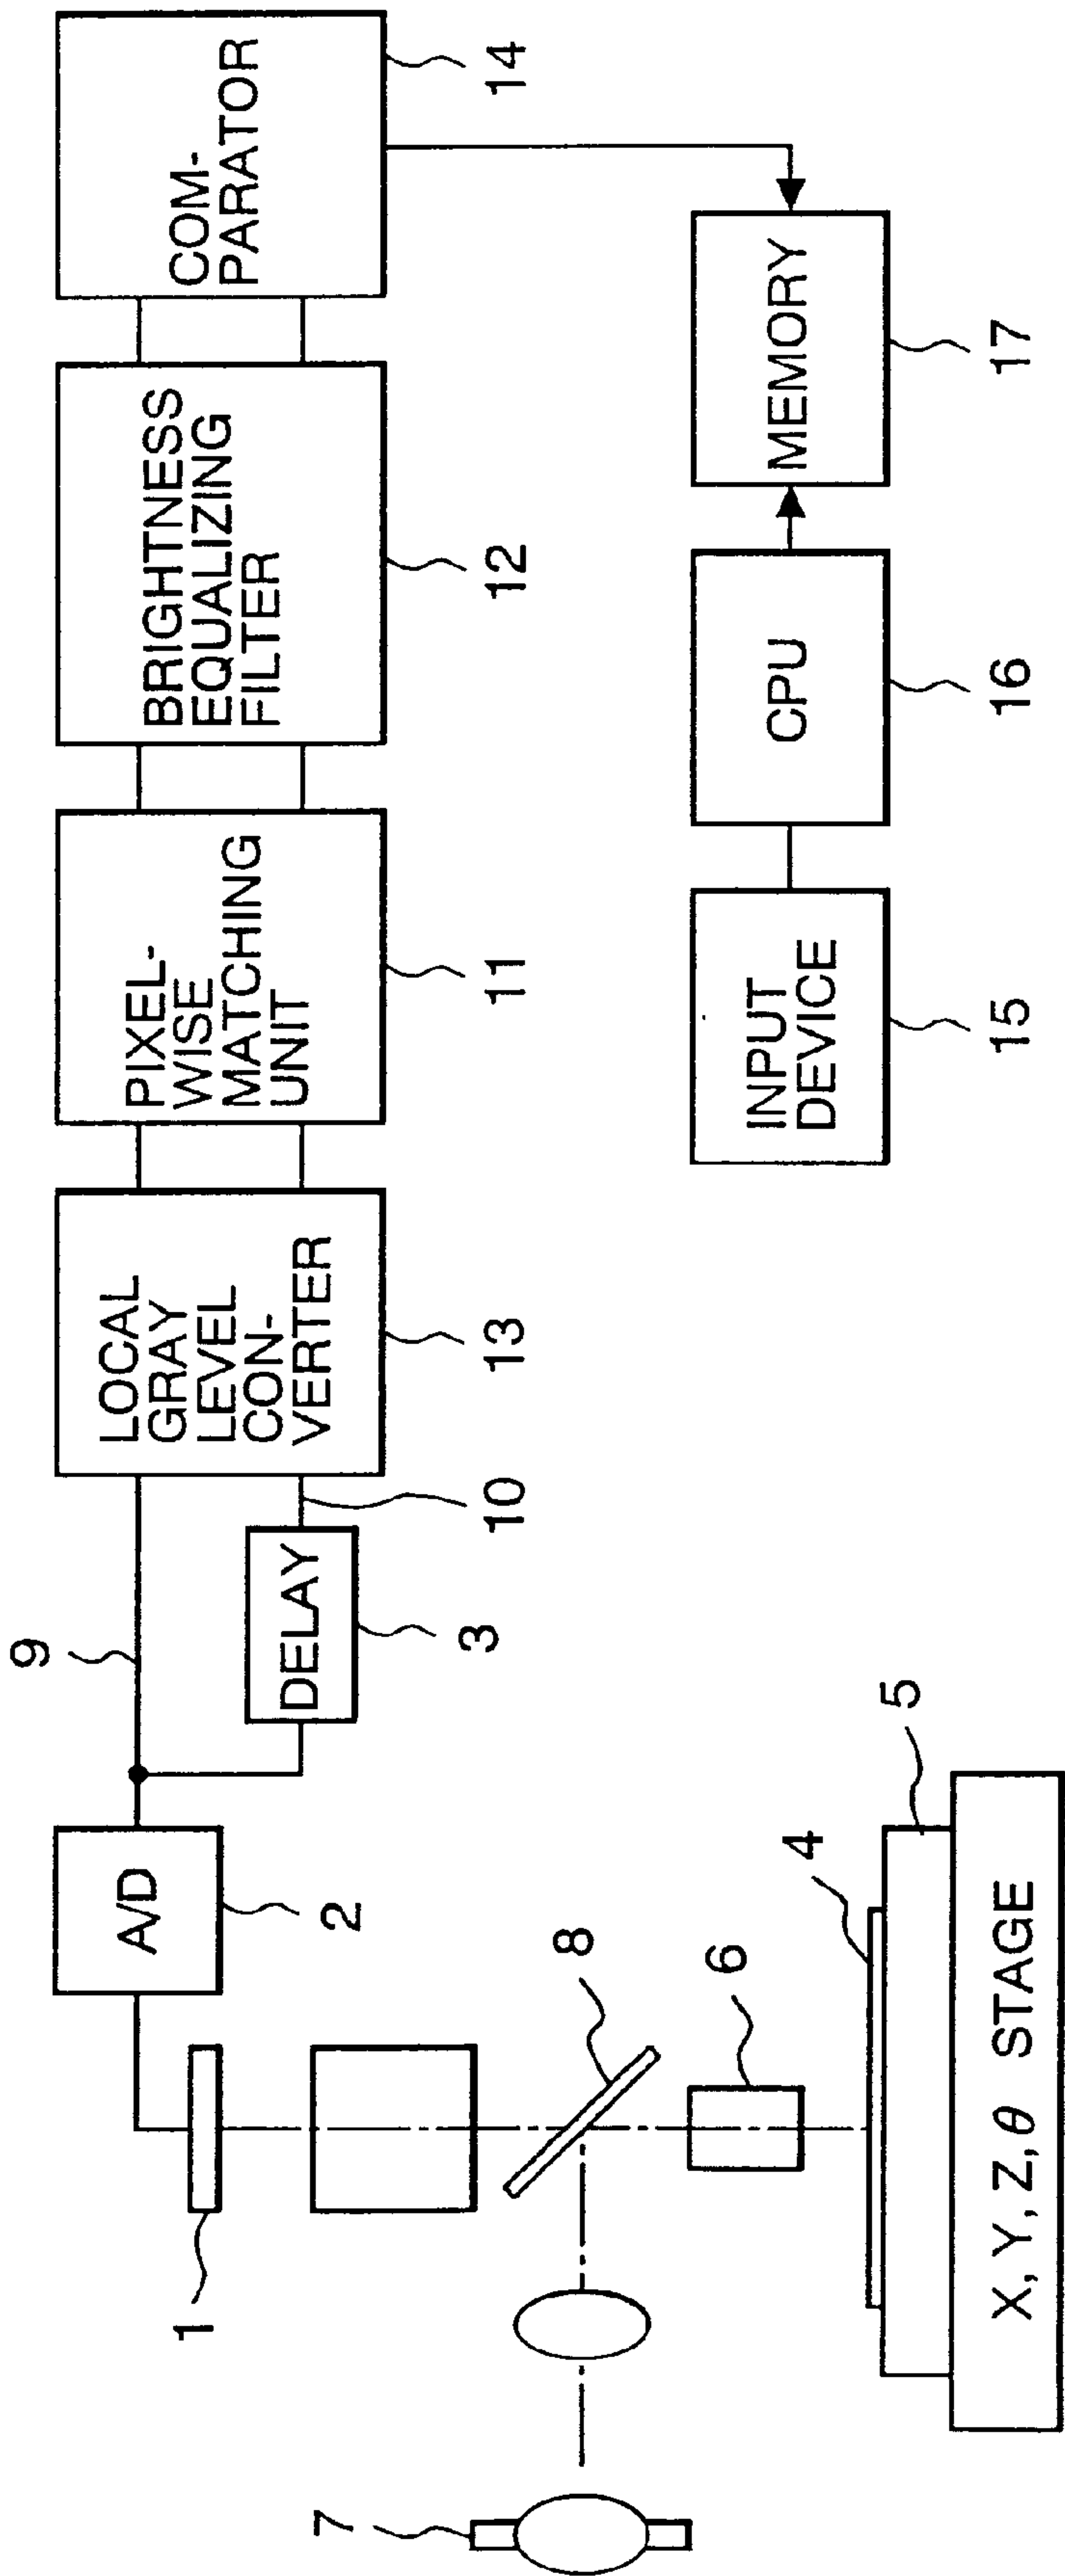 7
1
A/D
2
8
6
4
5
X, Y, Z, θ STAGE
9
DELAY
3
10
LOCAL
GRAY
LEVEL
CON-
VERTER
13
PIXEL-
WISE
MATCHING
UNIT
11
BRIGHTNESS
EQUALIZING
FILTER
12
COM-
PARATOR
14
INPUT
DEVICE
15
CPU
16
MEMORY
17